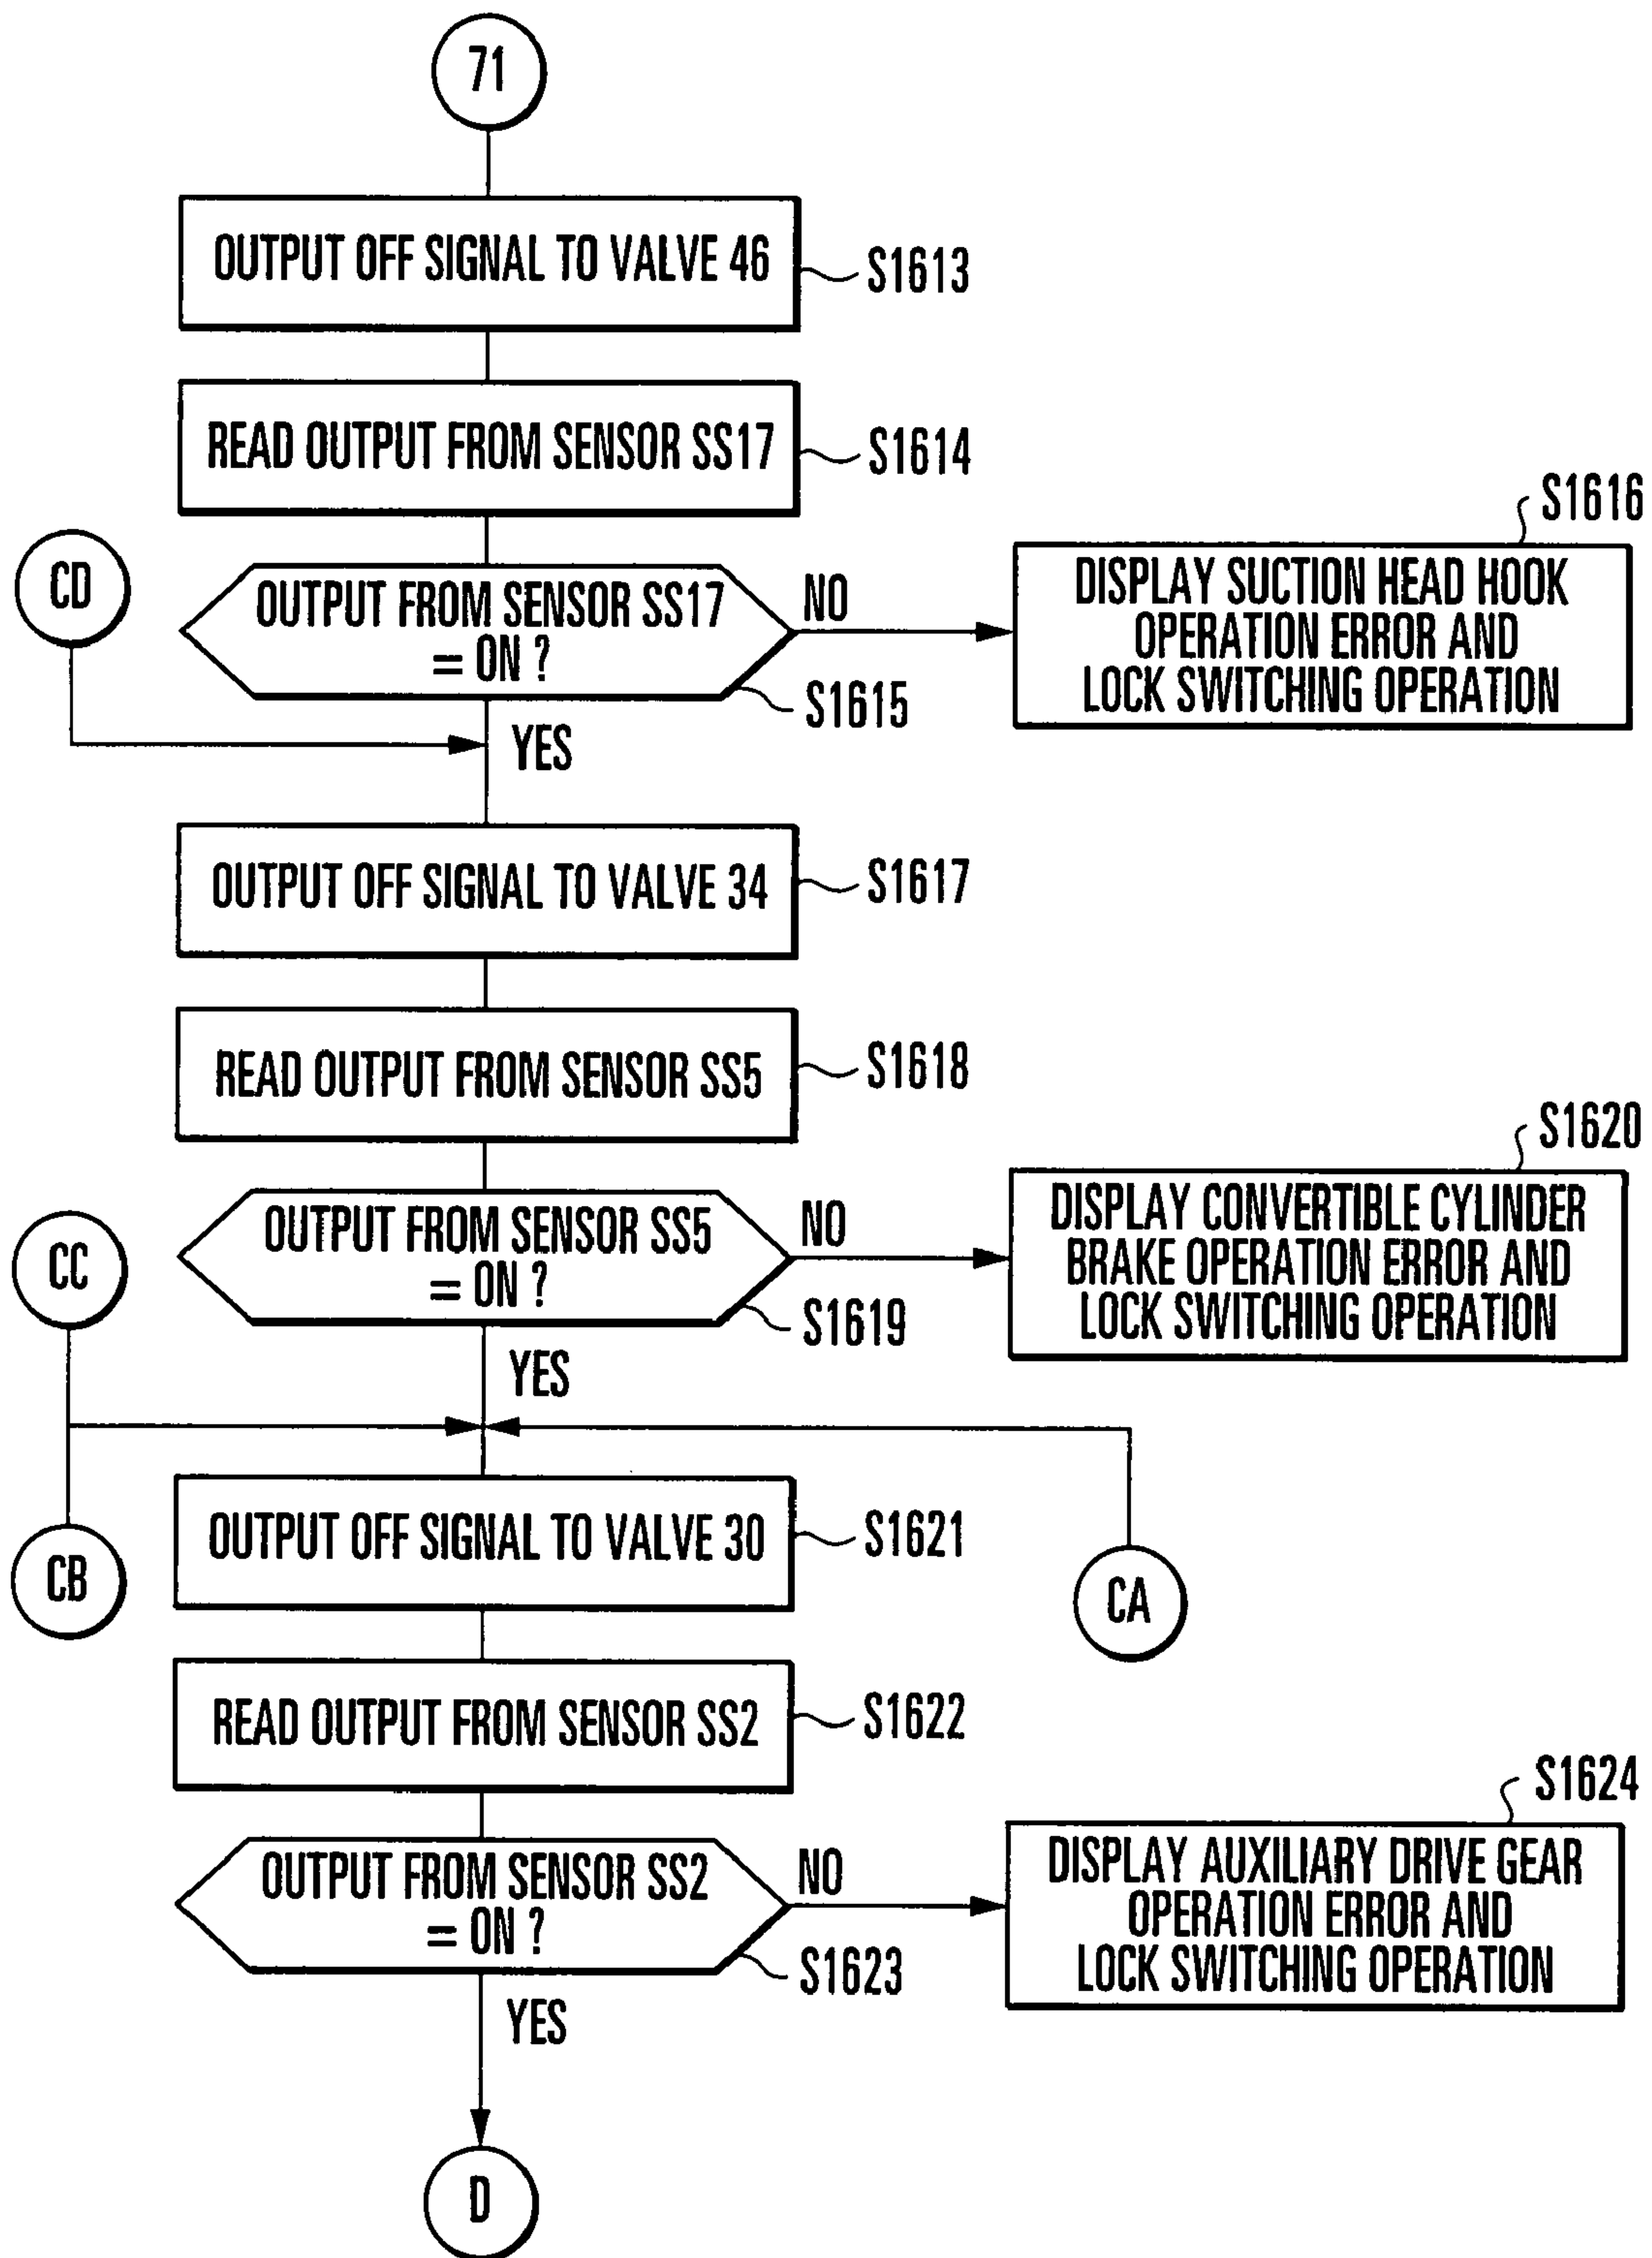 71
OUTPUT OFF SIGNAL TO VALVE 46
S1613
READ OUTPUT FROM SENSOR SS17
S1614
CD
OUTPUT FROM SENSOR SS17
= ON ?
S1615
NO
S1616
DISPLAY SUCTION HEAD HOOK
OPERATION ERROR AND
LOCK SWITCHING OPERATION
YES
OUTPUT OFF SIGNAL TO VALVE 34
S1617
READ OUTPUT FROM SENSOR SS5
S1618
CC
OUTPUT FROM SENSOR SS5
= ON ?
S1619
NO
S1620
DISPLAY CONVERTIBLE CYLINDER
BRAKE OPERATION ERROR AND
LOCK SWITCHING OPERATION
YES
CB
OUTPUT OFF SIGNAL TO VALVE 30
S1621
CA
READ OUTPUT FROM SENSOR SS2
S1622
OUTPUT FROM SENSOR SS2
= ON ?
S1623
NO
S1624
DISPLAY AUXILIARY DRIVE GEAR
OPERATION ERROR AND
LOCK SWITCHING OPERATION
YES
D